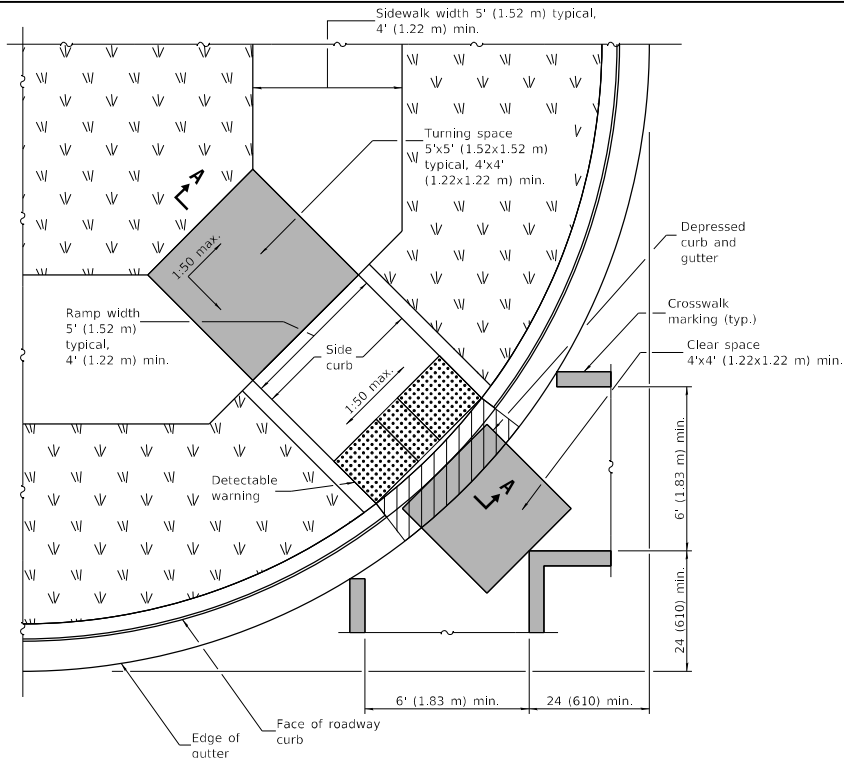 Sidewalk width 5' (1.52 m) typical,
4' (1.22 m) min.
Turning space
5'x5' (1.52x1.52 m)
typical, 4'x4'
(1.22x1.22 m) min.
A
1:50 max.
Depressed
curb and
gutter
Crosswalk
marking (typ.)
Clear space
4'x4' (1.22x1.22 m) min.
Ramp width
5' (1.52 m)
typical,
4' (1.22 m) min.
Side
curb
1:50 max.
Detectable
warning
A
6' (1.83 m) min.
24 (610) min.
6' (1.83 m) min.
24 (610) min.
Face of roadway
curb
Edge of
gutter